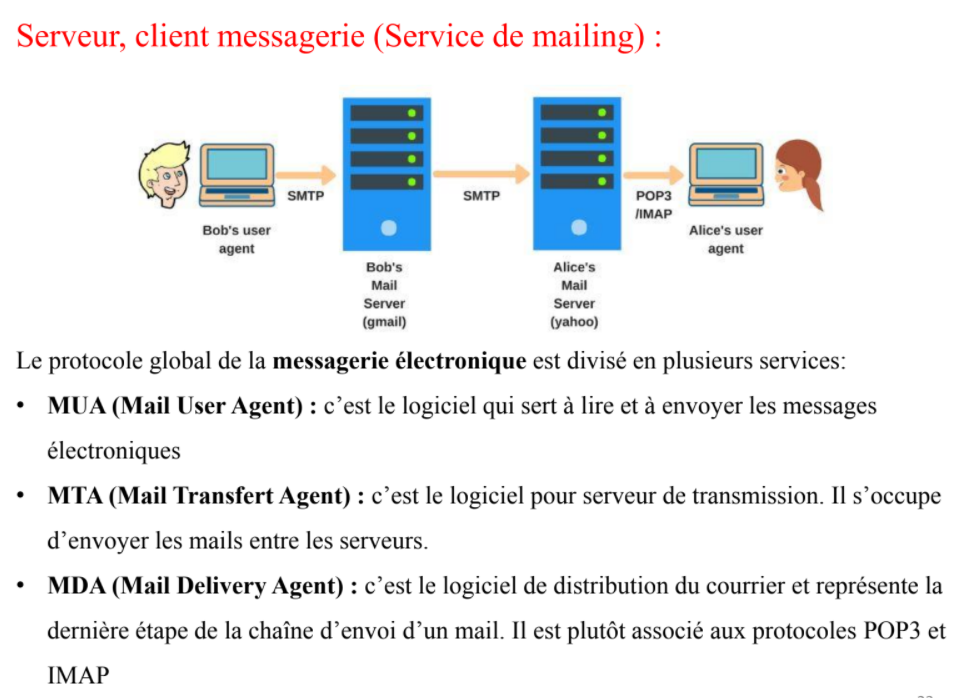 Serveur, client messagerie (Service de mailing) :
SMTP
SMTP
POP3
/IMAP
Bob's user
agent
Alice's user
agent
Bob's
Mail
Server
(gmail)
Alice's
Mail
Server
(yahoo)
Le protocole global de la messagerie électronique est divisé en plusieurs services:
• MUA (Mail User Agent) : c’est le logiciel qui sert à lire et à envoyer les messages
électroniques
• MTA (Mail Transfert Agent) : c’est le logiciel pour serveur de transmission. Il s’occupe
d’envoyer les mails entre les serveurs.
• MDA (Mail Delivery Agent) : c’est le logiciel de distribution du courrier et représente la
dernière étape de la chaîne d’envoi d’un mail. Il est plutôt associé aux protocoles POP3 et
IMAP